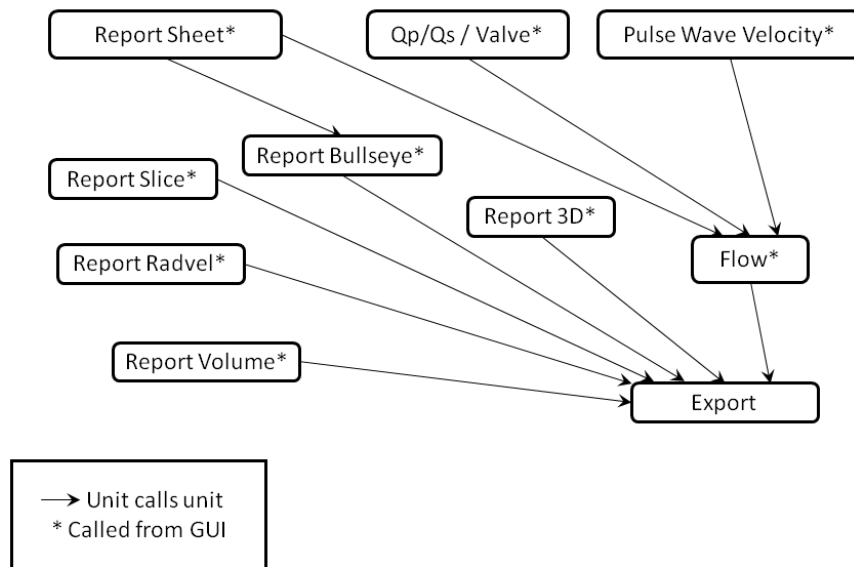 Report Sheet*
Qp/Qs / Valve*
Pulse Wave Velocity*
Report Bullseye*
Report Slice*
Report 3D*
Report Radvel*
Flow*
Report Volume*
Export
Unit calls unit
* Called from GUI